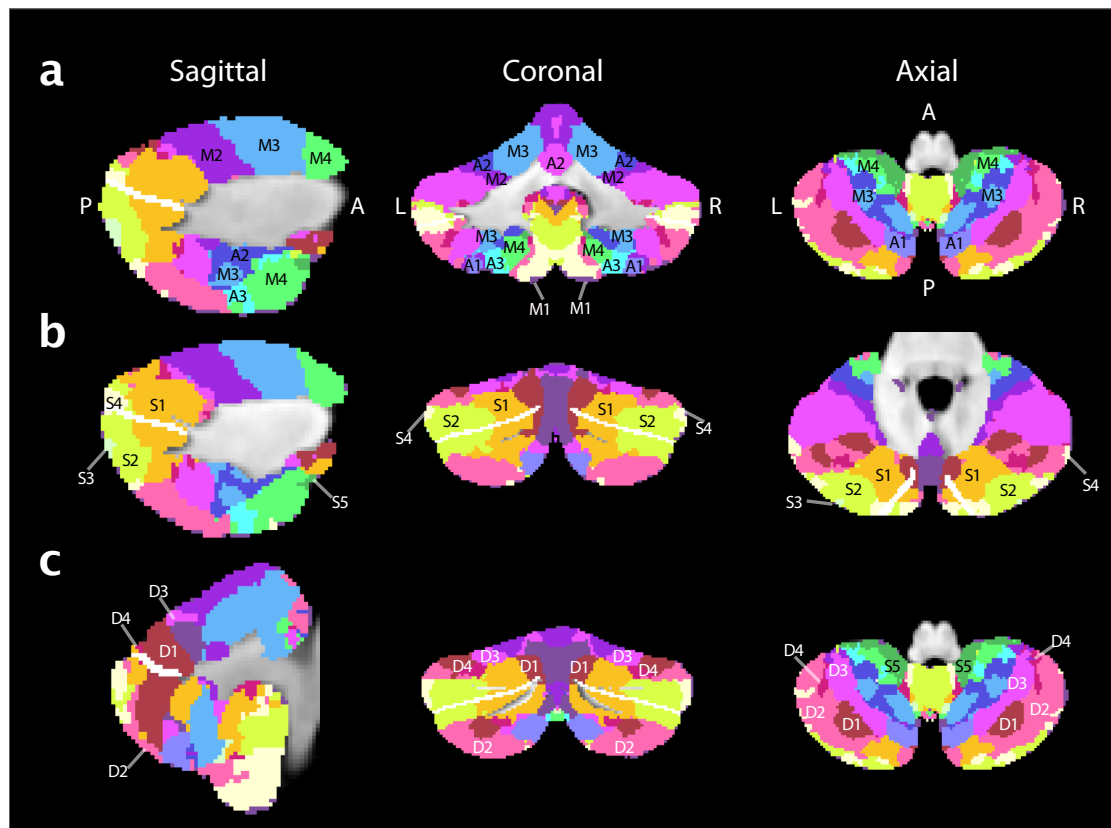 a
Sagittal
Coronal
Axial
P
A
M2
M3
M4
A2
M3
A3
M4
L
R
A2
M3
M3
A2
M2
A2
M2
M3
M4
M4
M3
A1
A3
A3
A1
M1
M1
A
L
R
P
M4
M4
M3
M3
A1
A1
b
S4
S1
S2
S3
S5
S2
S1
S1
S2
S4
S4
S1
S1
S2
S2
S3
S4
c
D3
D4
D1
D2
D4
D3
D1
D1
D3
D4
D2
D2
D4
D3
S5
S5
D4
D3
D2
D2
D1
D1